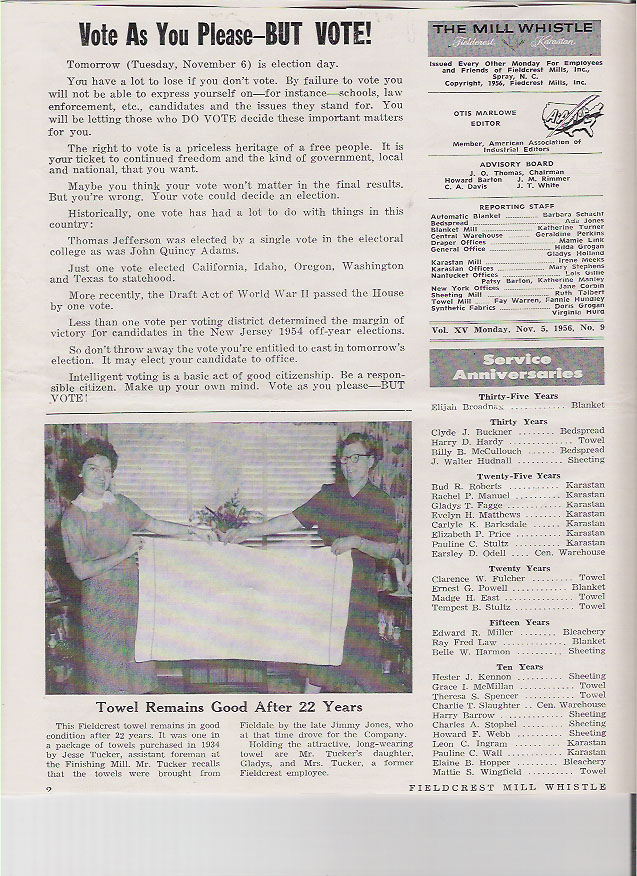 Vote As You Please—BUT VOTE!
Tomorrow (Tuesday, November 6) is election day.
You have a lot to lose if you don't vote. By failure to vote you
will not be able to express yourself on—for instance—schools, law
enforcement, etc., candidates and the issues they stand for. You
will be letting those who DO VOTE decide these important matters
for you.
The right to vote is a priceless heritage of a free people. It is
your ticket to continued freedom and the kind of government, local
and national, that you want.
Maybe you think your vote won't matter in the final results.
But you're wrong. Your vote could decide an election.
Historically, one vote has had a lot to do with things in this
country:
Thomas Jefferson was elected by a single vote in the electoral
college as was John Quincy Adams.
Just one vote elected California, Idaho, Oregon, Washington
and Texas to statehood.
More recently, the Draft Act of World War II passed the House
by one vote.
Less than one vote per voting district determined the margin of
victory for candidates in the New Jersey 1954 off-year elections.
So don't throw away the vote you're entitled to cast in tomorrow's
election. It may elect your candidate to office.
Intelligent voting is a basic act of good citizenship. Be a respon-
sible citizen. Make up your own mind. Vote as you please—BUT
VOTE!
Towel Remains Good After 22 Years
This Fieldcrest towel remains in good
condition after 22 years. It was one in
a package of towels purchased in 1934
by Jesse Tucker, assistant foreman at
the Finishing Mill. Mr. Tucker recalls
that the towels were brought from
Fieldale by the late Jimmy Jones, who
at that time drove for the Company.
Holding the attractive, long-wearing
towel are Mr. Tucker's daughter,
Gladys, and Mrs. Tucker, a former
Fieldcrest employee.
THE MILL WHISTLE
Fieldcrest Karastan
Issued Every Other Monday For Employees
and Friends of Fieldcrest Mills, Inc.,
Spray, N. C.
Copyright, 1956, Fiedcrest Mills, Inc.
OTIS MARLOWE
EDITOR
Member, American Association of
Industrial Editors
ADVISORY BOARD
J. O. Thomas, Chairman
Howard Barton J. M. Rimmer
C. A. Davis J. T. White
REPORTING STAFF
Automatic Blanket Barbara Schacht
Bedspread Ada Jones
Blanket Mill Katherine Turner
Central Warehouse Geraldine Perkins
Draper Offices Mamie Link
General Office Hilda Grogan
Gladys Holland
Karastan Mill Irene Meeks
Karastan Offices Mary Stephens
Nantucket Offices Lois Gillie
Patsy Barton, Katherine Manley
New York Offices Jane Corbin
Sheeting Mill Ruth Talbert
Towel Mill Fay Warren, Fannie Hundley
Synthetic Fabrics Doris Grogan
Virginia Hurd
Vol. XV Monday, Nov. 5, 1956, No. 9
Service
Anniversaries
Thirty-Five Years
Elijah Broadnax .......... Blanket
Thirty Years
Clyde J. Buckner ........ Bedspread
Harry D. Hardy ............ Towel
Billy B. McCullouch ...... Bedspread
J. Walter Hudnall ........ Sheeting
Twenty-Five Years
Bud R. Roberts ........... Karastan
Rachel P. Manuel ......... Karastan
Gladys T. Fagge .......... Karastan
Evelyn H. Matthews ....... Karastan
Carlyle K. Barksdale ...... Karastan
Elizabeth P. Price ........ Karastan
Pauline C. Stultz ......... Karastan
Earsley D. Odell .... Cen. Warehouse
Twenty Years
Clarence W. Fulcher ......... Towel
Ernest G. Powell ........... Blanket
Madge H. East .............. Towel
Tempest B. Stultz ........... Towel
Fifteen Years
Edward R. Miller ......... Bleachery
Ray Fred Law ............. Blanket
Belle W. Harmon .......... Sheeting
Ten Years
Hester J. Kennon .......... Sheeting
Grace I. McMillan ........... Towel
Theresa S. Spencer .......... Towel
Charlie T. Slaughter .. Cen. Warehouse
Harry Barrow ............. Sheeting
Charles A. Stophel ......... Sheeting
Howard F. Webb ........... Sheeting
Leon C. Ingram ........... Karastan
Pauline C. Wall ........... Karastan
Elaine B. Hopper ......... Bleachery
Mattie S. Wingfield .......... Towel
2
FIELDCREST MILL WHISTLE